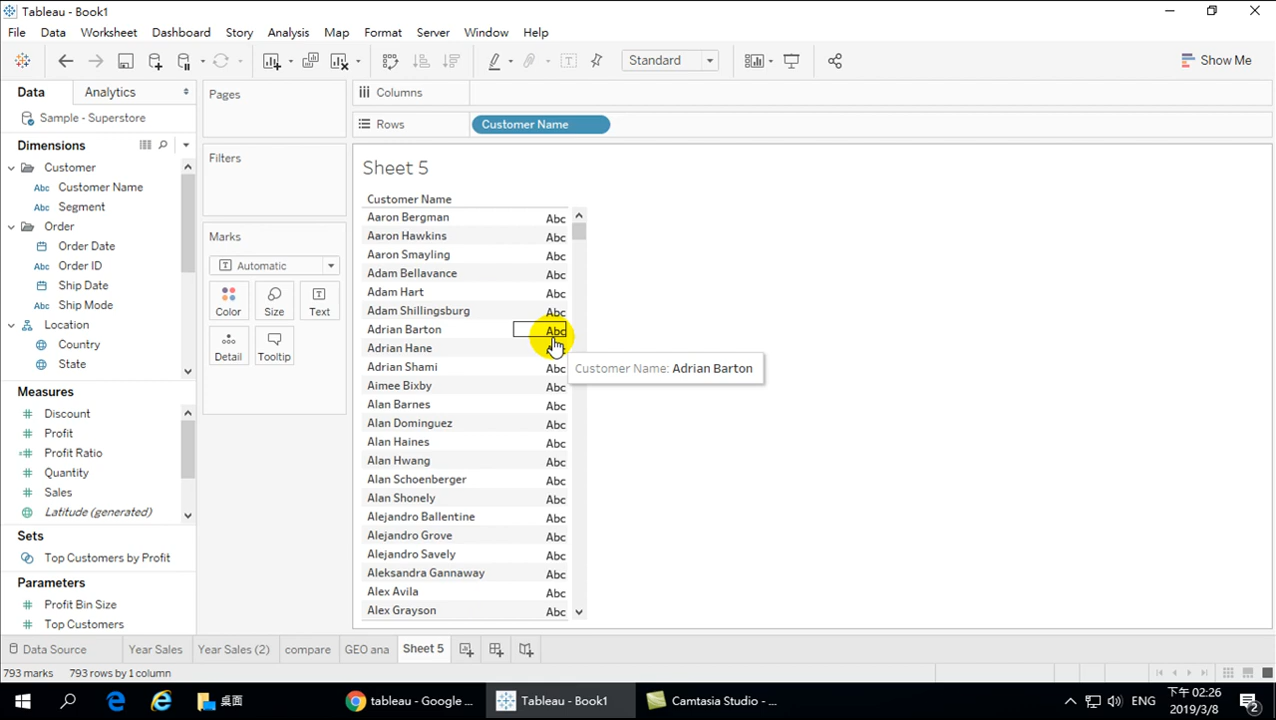 Tableau - Book1
File Data Worksheet Dashboard Story Analysis Map Format Server Window Help
Standard
Show Me
Data Analytics
Sample - Superstore
Dimensions
Customer
Abc Customer Name
Abc Segment
Order
Order Date
Abc Order ID
Ship Date
Abc Ship Mode
Location
Country
State
Measures
Discount
Profit
Profit Ratio
Quantity
Sales
Latitude (generated)
Sets
Top Customers by Profit
Parameters
Profit Bin Size
Top Customers
Pages
Filters
Marks
Automatic
Color Size Text
Detail Tooltip
Columns
Rows Customer Name
Sheet 5
Customer Name
Aaron Bergman Abc
Aaron Hawkins Abc
Aaron Smayling Abc
Adam Bellavance Abc
Adam Hart Abc
Adam Shillingsburg Abc
Adrian Barton Abc
Adrian Hane
Adrian Shami Abc
Customer Name: Adrian Barton
Aimee Bixby Abc
Alan Barnes Abc
Alan Dominguez Abc
Alan Haines Abc
Alan Hwang Abc
Alan Schoenberger Abc
Alan Shonely Abc
Alejandro Ballentine Abc
Alejandro Grove Abc
Alejandro Savely Abc
Aleksandra Gannaway Abc
Alex Avila Abc
Alex Grayson Abc
Data Source Year Sales Year Sales (2) compare GEO ana Sheet 5
793 marks 793 rows by 1 column
桌面 tableau - Google ... Tableau - Book1 Camtasia Studio - ... ENG 下午 02:26
2019/3/8 2